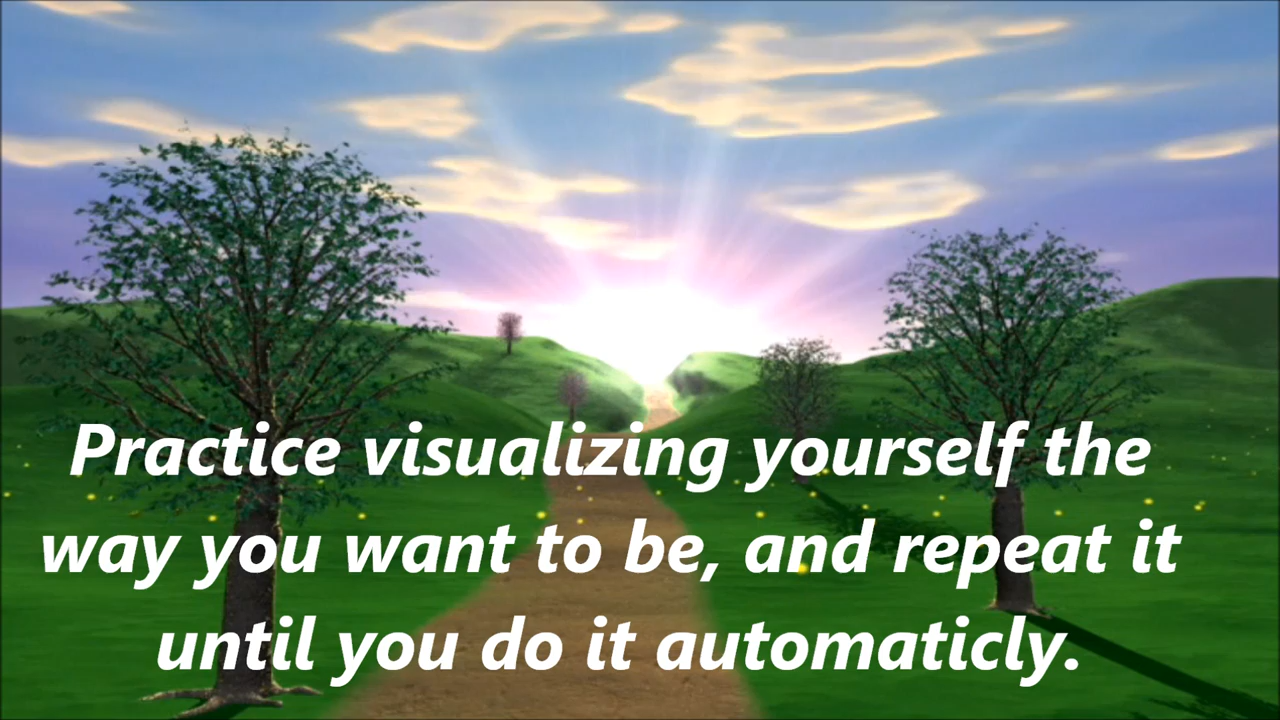 Practice visualizing yourself the
way you want to be, and repeat it
until you do it automaticly.